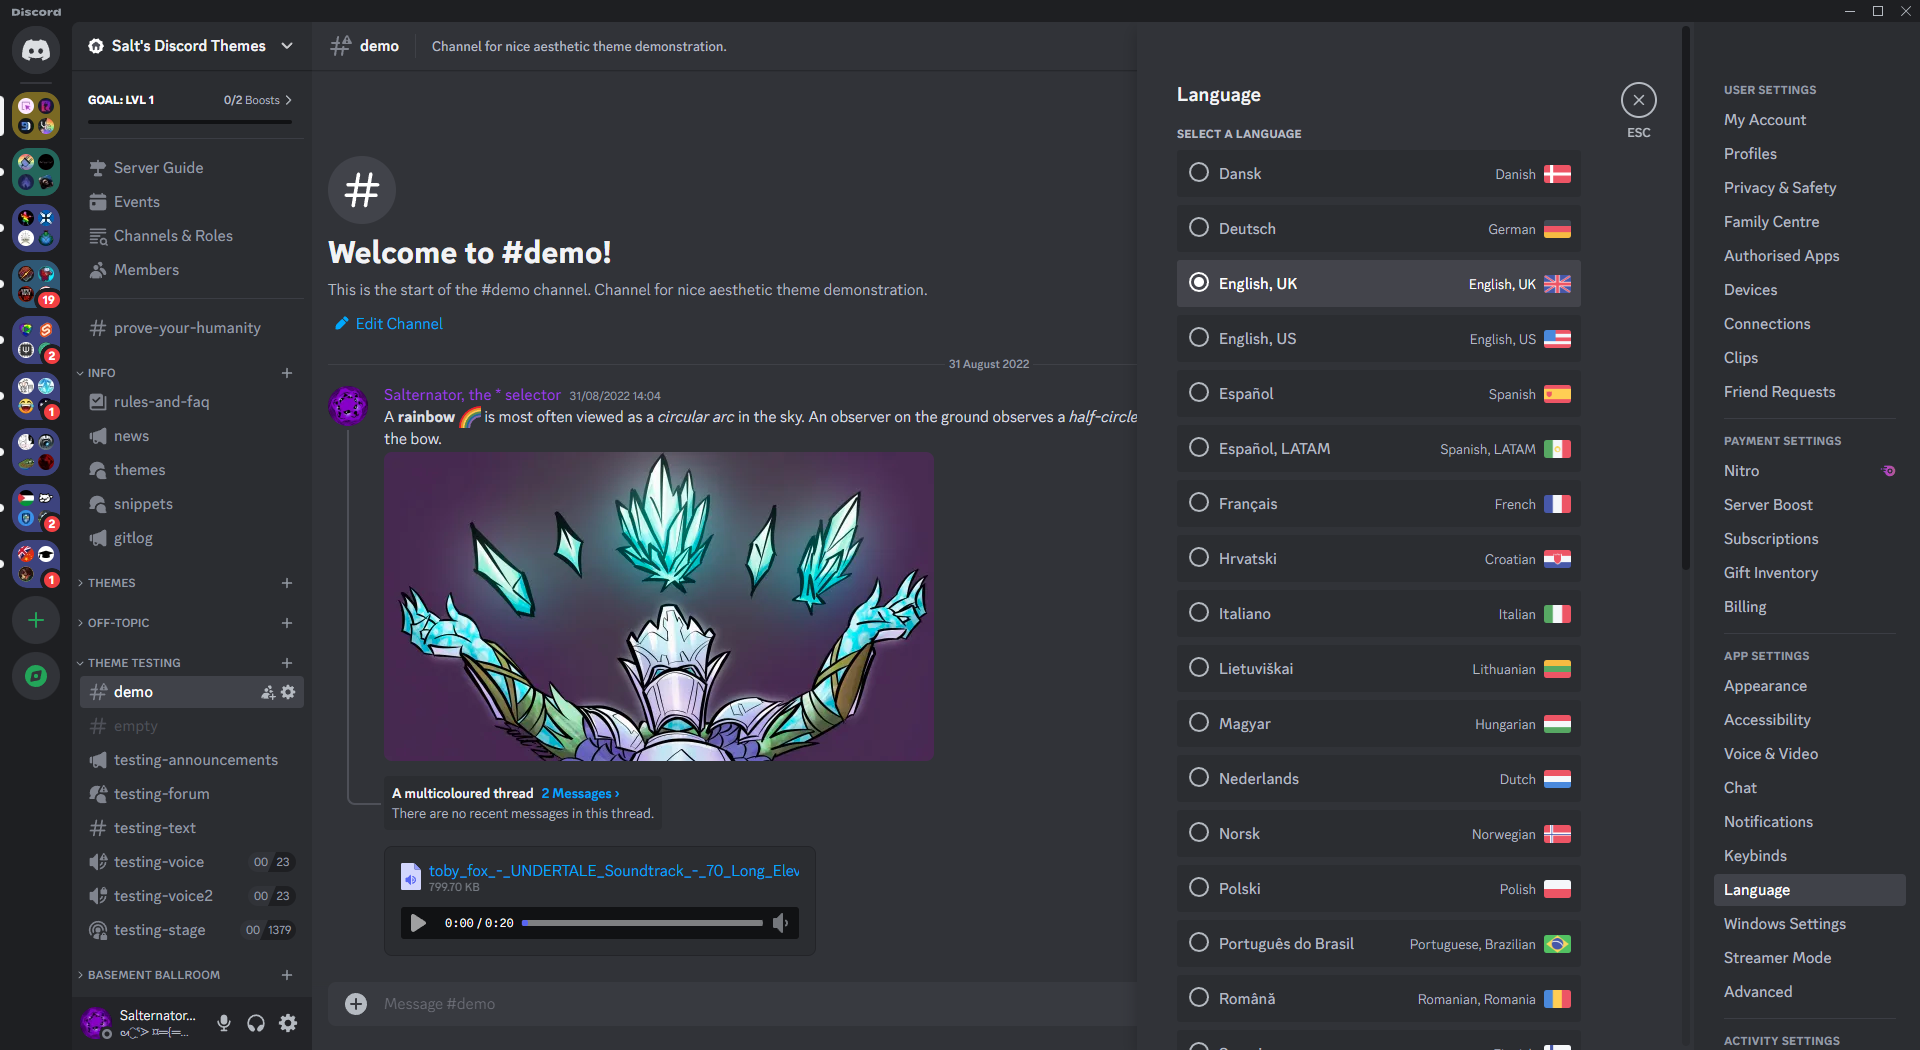 Discord
Salt's Discord Themes
GOAL: LVL 1
0/2 Boosts
Server Guide
Events
Channels & Roles
Members
prove-your-humanity
INFO
rules-and-faq
news
themes
snippets
gitlog
THEMES
OFF-TOPIC
THEME TESTING
demo
empty
testing-announcements
testing-forum
testing-text
testing-voice 00 23
testing-voice2 00 23
testing-stage 00 1379
BASEMENT BALLROOM
Salternator...
19
2
1
2
1
demo
Channel for nice aesthetic theme demonstration.
Welcome to #demo!
This is the start of the #demo channel. Channel for nice aesthetic theme demonstration.
Edit Channel
31 August 2022
Salternator, the * selector 31/08/2022 14:04
A rainbow 🌈 is most often viewed as a circular arc in the sky. An observer on the ground observes a half-circle
the bow.
A multicoloured thread 2 Messages ›
There are no recent messages in this thread.
toby_fox_-_UNDERTALE_Soundtrack_-_70_Long_Elev
799.70 KB
0:00 / 0:20
Message #demo
Language
ESC
SELECT A LANGUAGE
Dansk Danish
Deutsch German
English, UK English, UK
English, US English, US
Español Spanish
Español, LATAM Spanish, LATAM
Français French
Hrvatski Croatian
Italiano Italian
Lietuviškai Lithuanian
Magyar Hungarian
Nederlands Dutch
Norsk Norwegian
Polski Polish
Português do Brasil Portuguese, Brazilian
Română Romanian, Romania
USER SETTINGS
My Account
Profiles
Privacy & Safety
Family Centre
Authorised Apps
Devices
Connections
Clips
Friend Requests
PAYMENT SETTINGS
Nitro
Server Boost
Subscriptions
Gift Inventory
Billing
APP SETTINGS
Appearance
Accessibility
Voice & Video
Chat
Notifications
Keybinds
Language
Windows Settings
Streamer Mode
Advanced
ACTIVITY SETTINGS